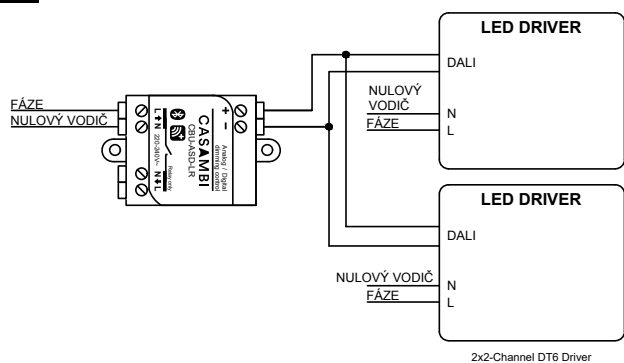 LED DRIVER
DALI
NULOVÝ
VODIČ
N
FÁZE
L
FÁZE
NULOVÝ VODIČ
L N
220-240V~
N L
Relay only
CASAMBI
CBU-ASD-LR
Analog / Digital
dimming control
+
-
LED DRIVER
DALI
NULOVÝ VODIČ
N
FÁZE
L
2x2-Channel DT6 Driver